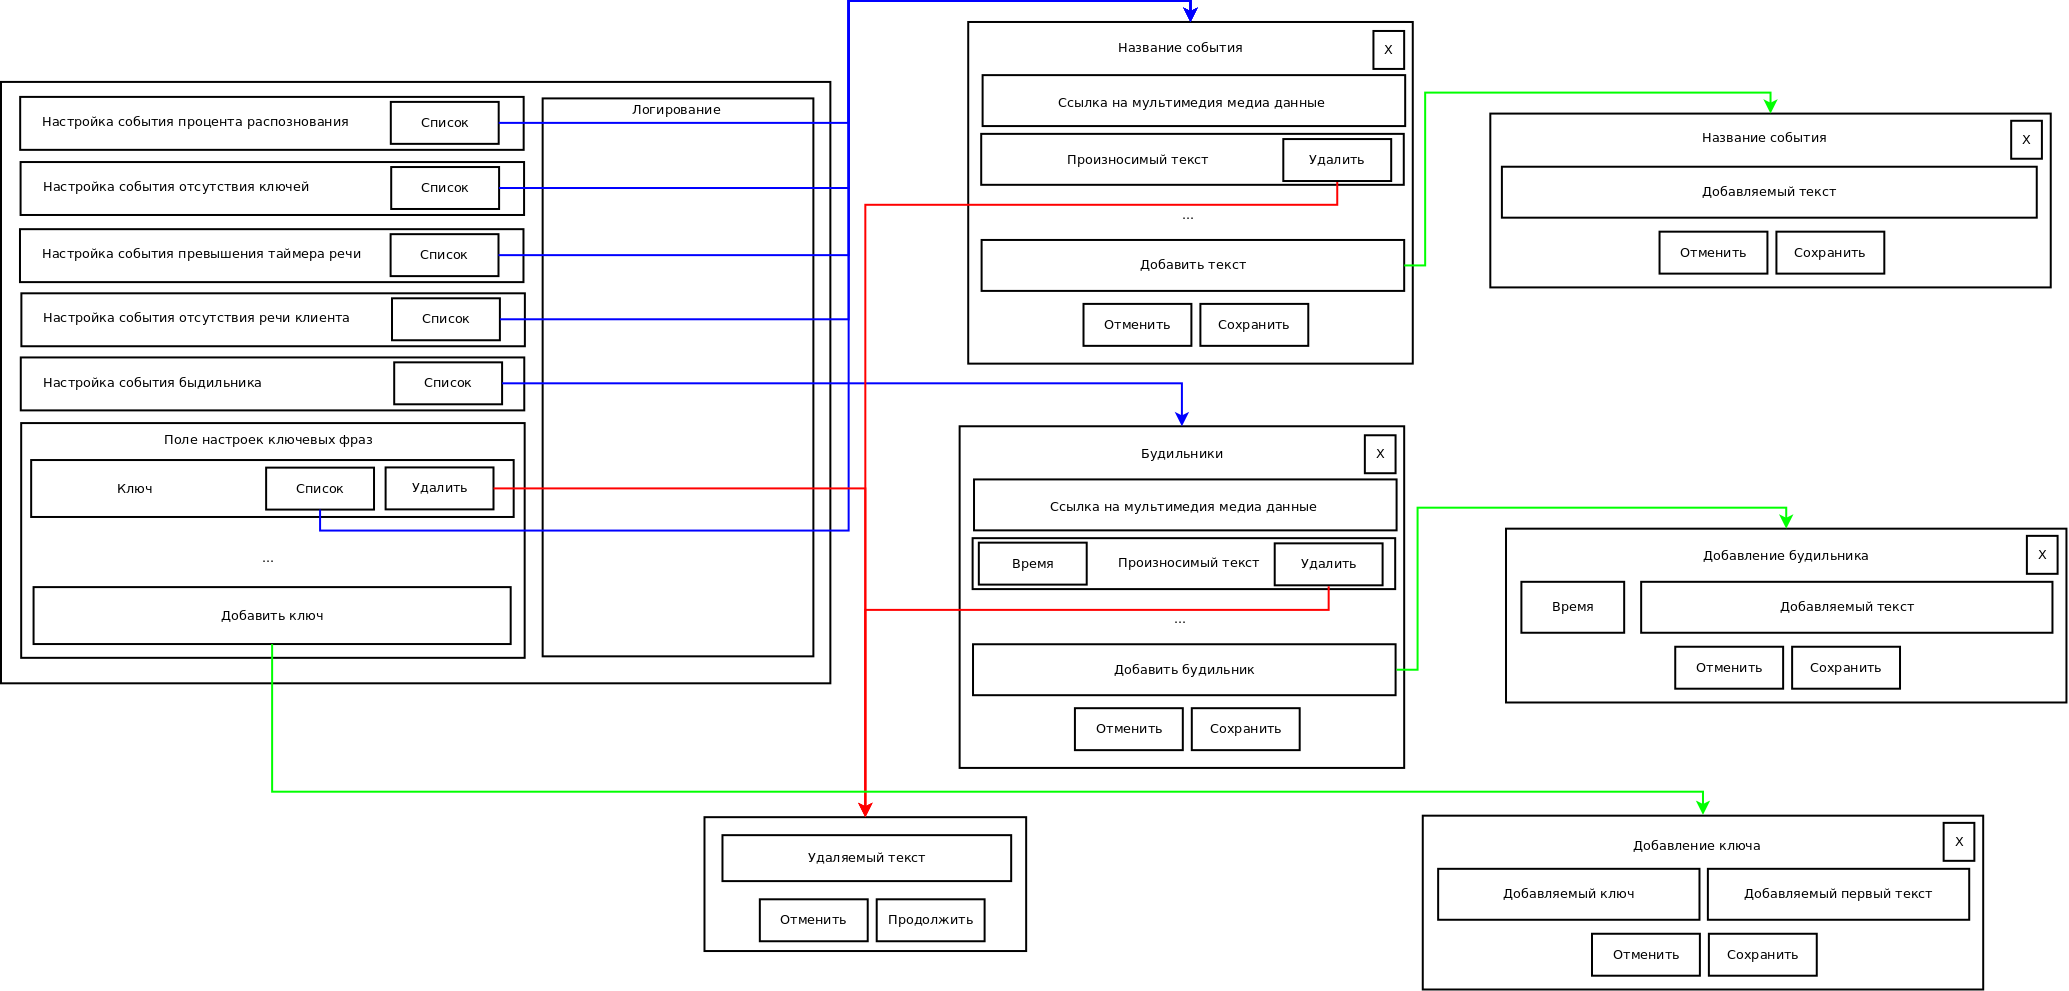 Настройка события процента распознования
Список
Настройка события отсутствия ключей
Список
Настройка события превышения таймера речи
Список
Настройка события отсутствия речи клиента
Список
Настройка события быдильника
Список
Поле настроек ключевых фраз
Ключ
Список
Удалить
...
Добавить ключ
Логирование
Название события
X
Ссылка на мультимедия медиа данные
Произносимый текст
Удалить
...
Добавить текст
Отменить
Сохранить
Название события
X
Добавляемый текст
Отменить
Сохранить
Будильники
X
Ссылка на мультимедия медиа данные
Время
Произносимый текст
Удалить
...
Добавить будильник
Отменить
Сохранить
Добавление будильника
X
Время
Добавляемый текст
Отменить
Сохранить
Удаляемый текст
Отменить
Продолжить
Добавление ключа
X
Добавляемый ключ
Добавляемый первый текст
Отменить
Сохранить